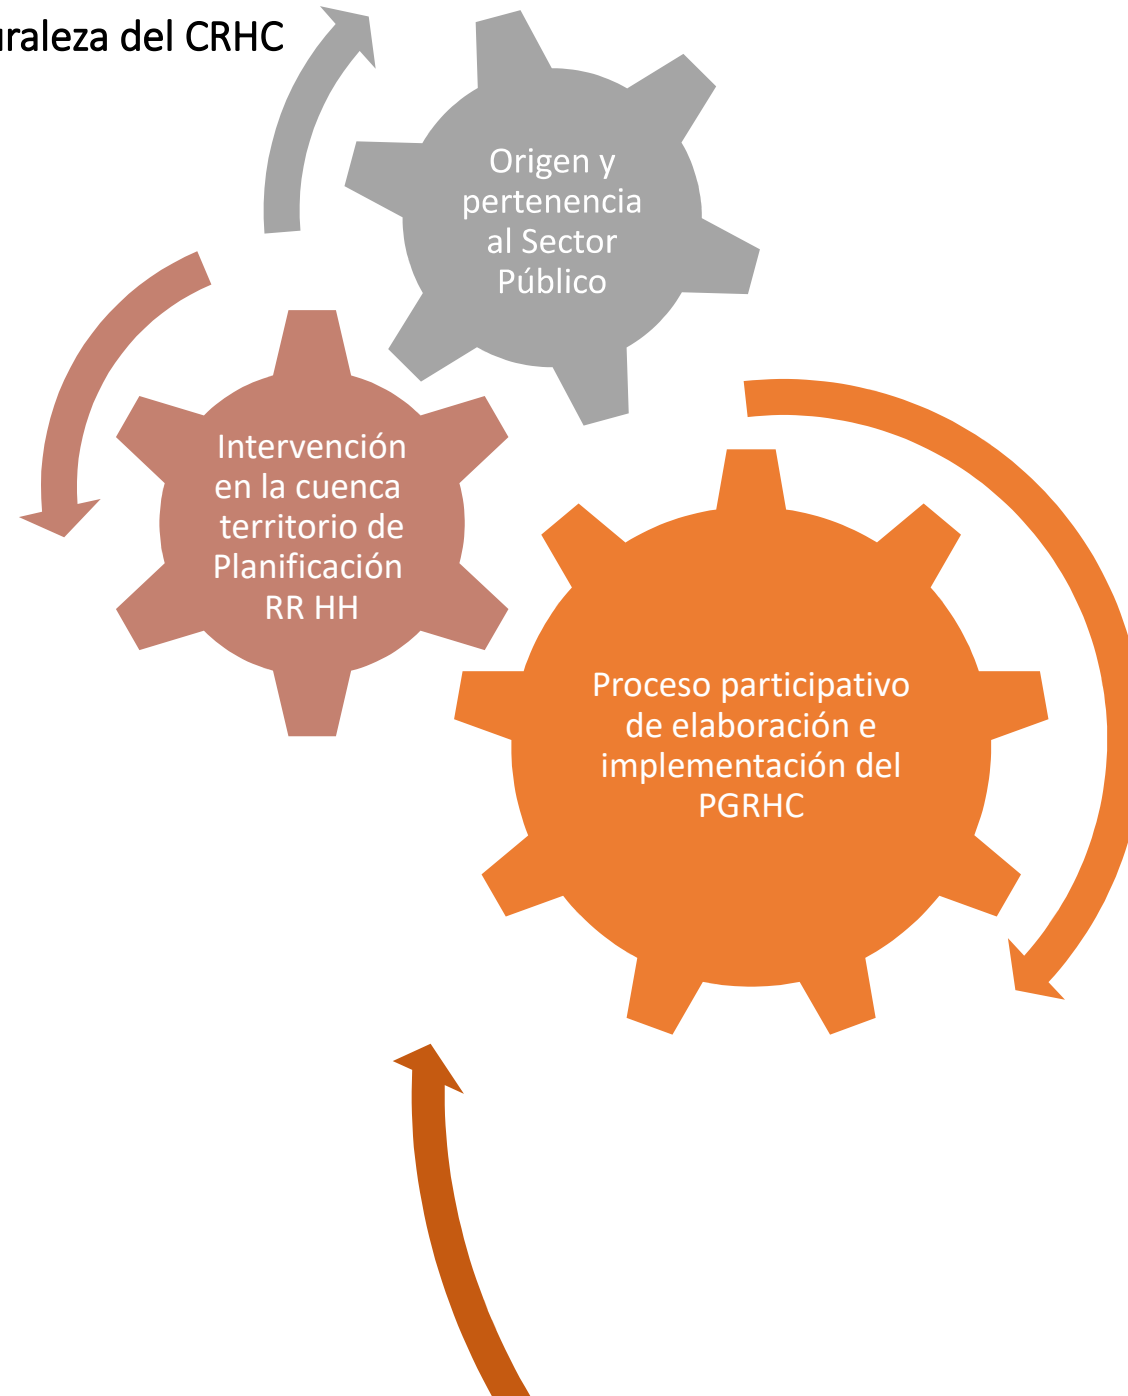 uraleza del CRHC
Origen y
pertenencia
al Sector
Público
Intervención
en la cuenca
territorio de
Planificación
RR HH
Proceso participativo
de elaboración e
implementación del
PGRHC